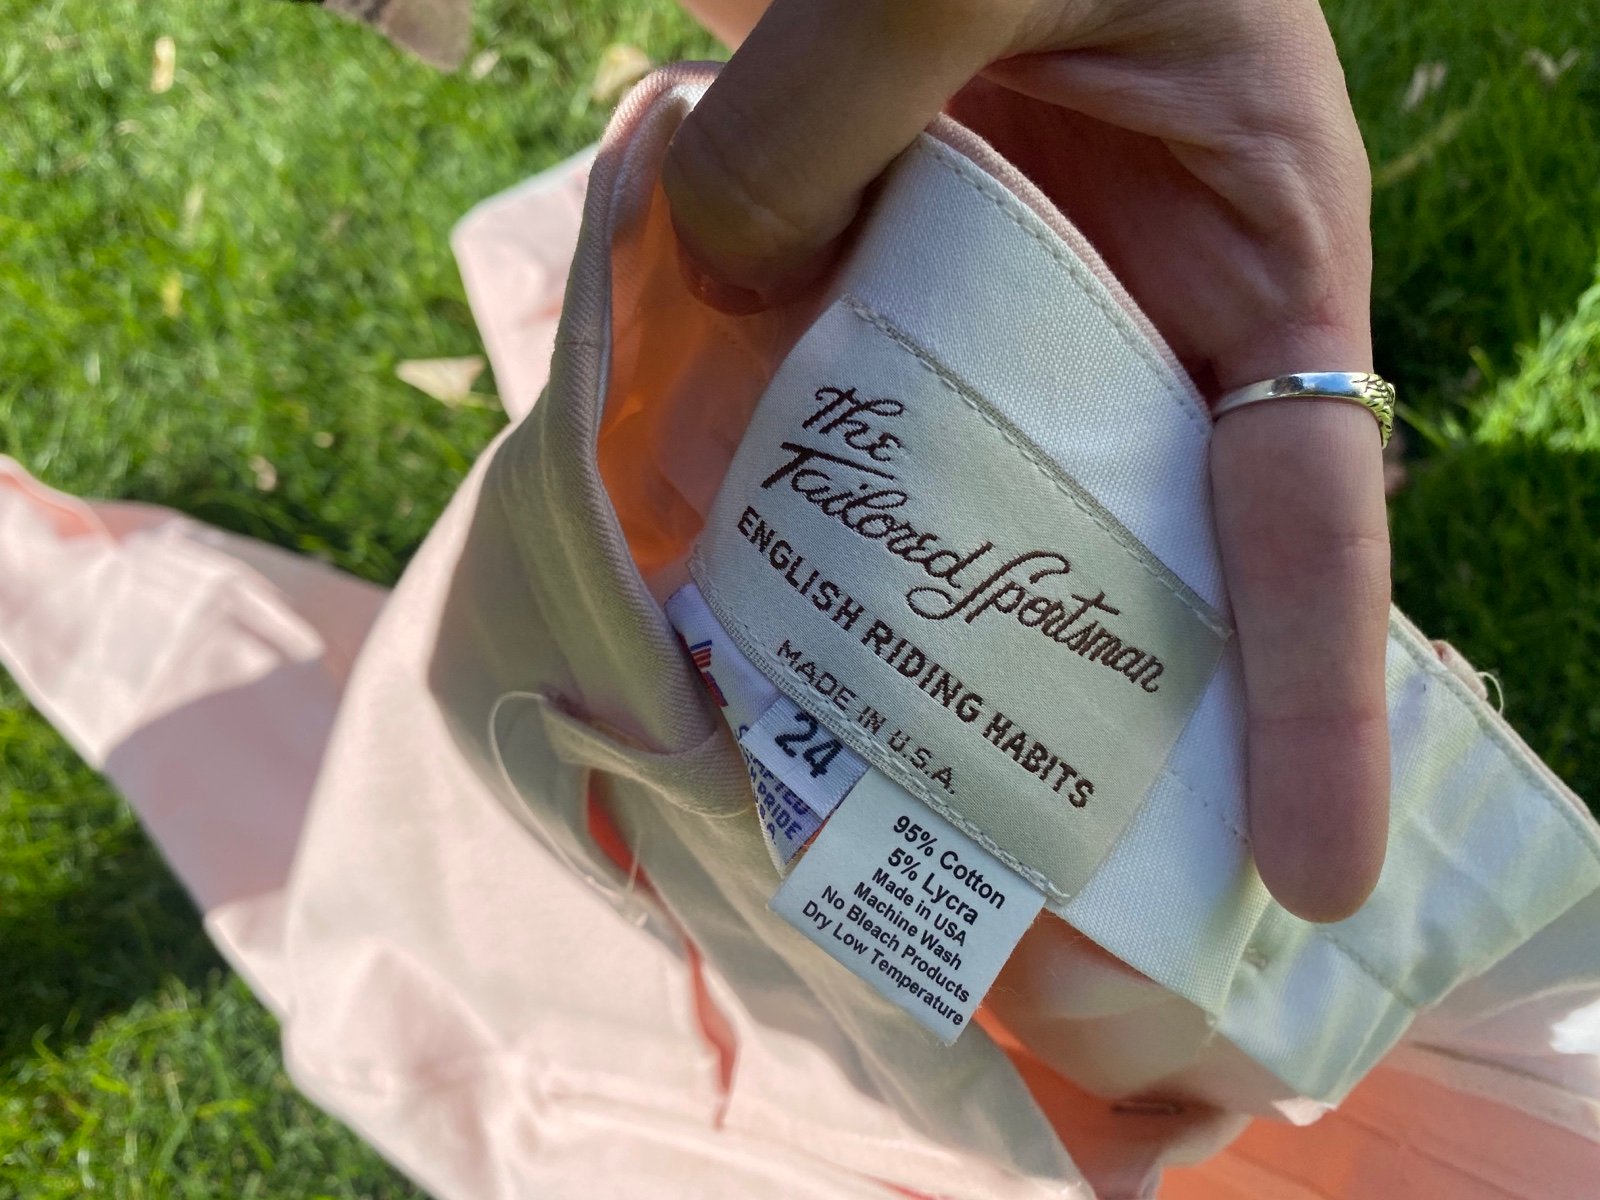 the
Tailored Sportsman
ENGLISH RIDING HABITS
MADE IN U.S.A.
24
PRIDE
95% Cotton
5% Lycra
Made in USA
Machine Wash
No Bleach Products
Dry Low Temperature